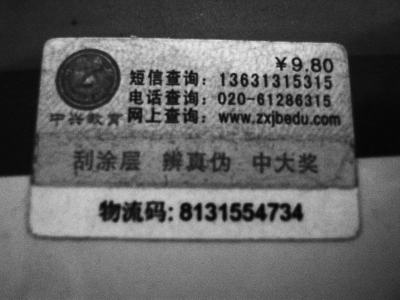 ￥9.80
短信查询：13631315315
电话查询：020-61286315
中兴教育
网上查询：www.zxjbedu.com
刮涂层 辨真伪 中大奖
物流码：8131554734